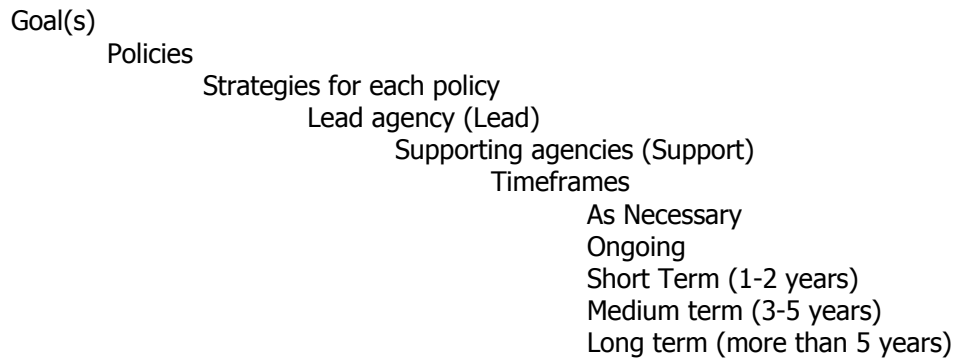 Goal(s)
Policies
Strategies for each policy
Lead agency (Lead)
Supporting agencies (Support)
Timeframes
As Necessary
Ongoing
Short Term (1-2 years)
Medium term (3-5 years)
Long term (more than 5 years)